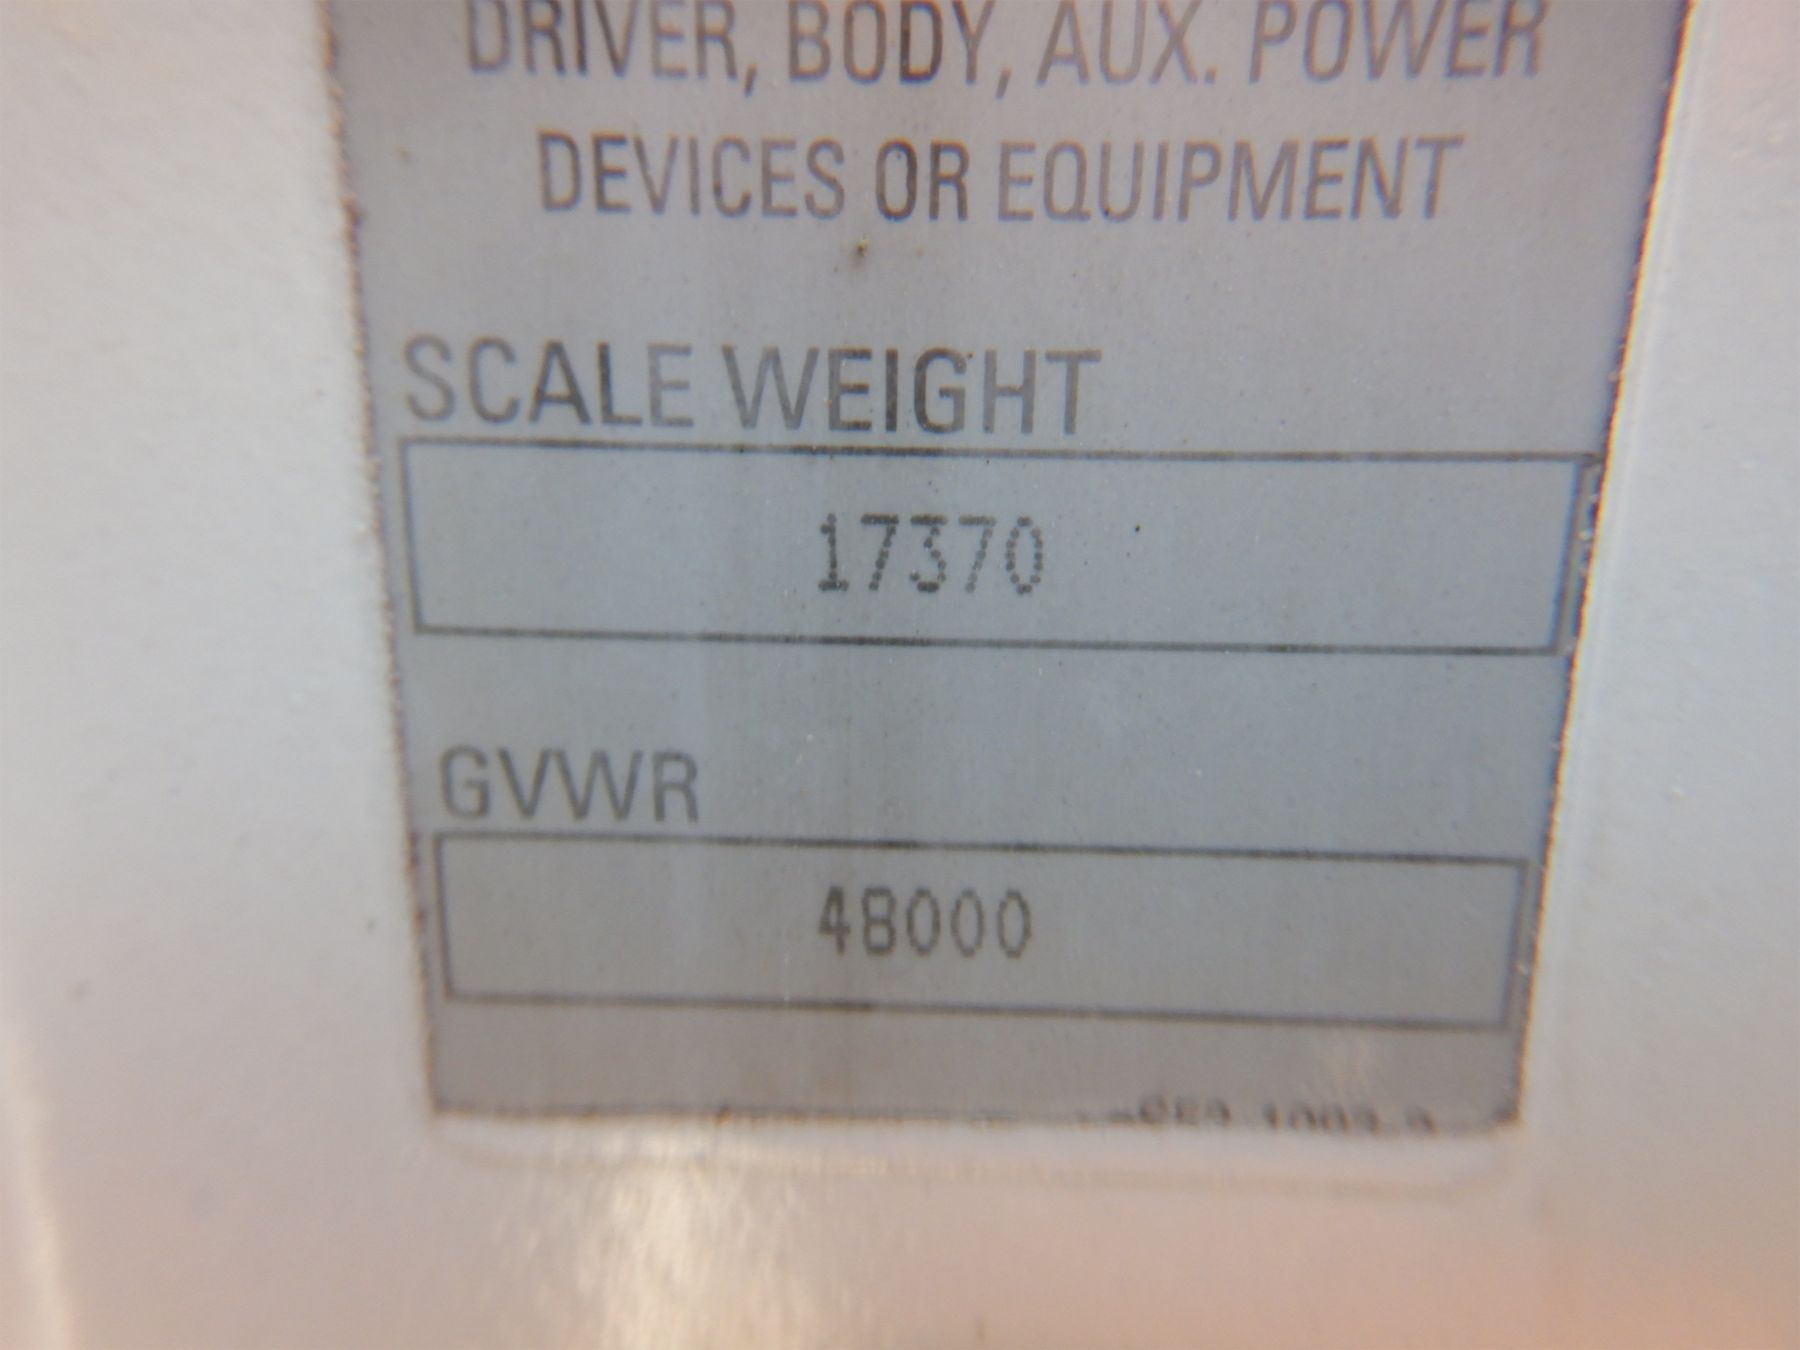 DRIVER, BODY, AUX. POWER
DEVICES OR EQUIPMENT
SCALE WEIGHT
17370
GVWR
48000